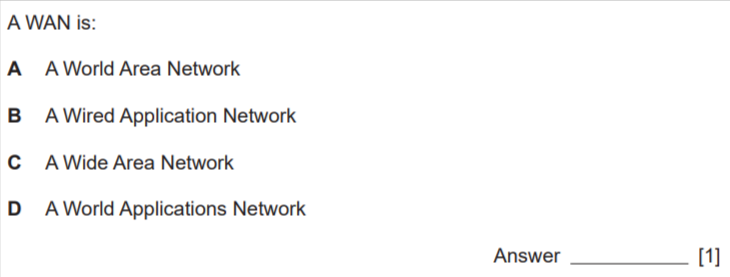 A WAN is:
A A World Area Network
B A Wired Application Network
C A Wide Area Network
D A World Applications Network
Answer ____________ [1]